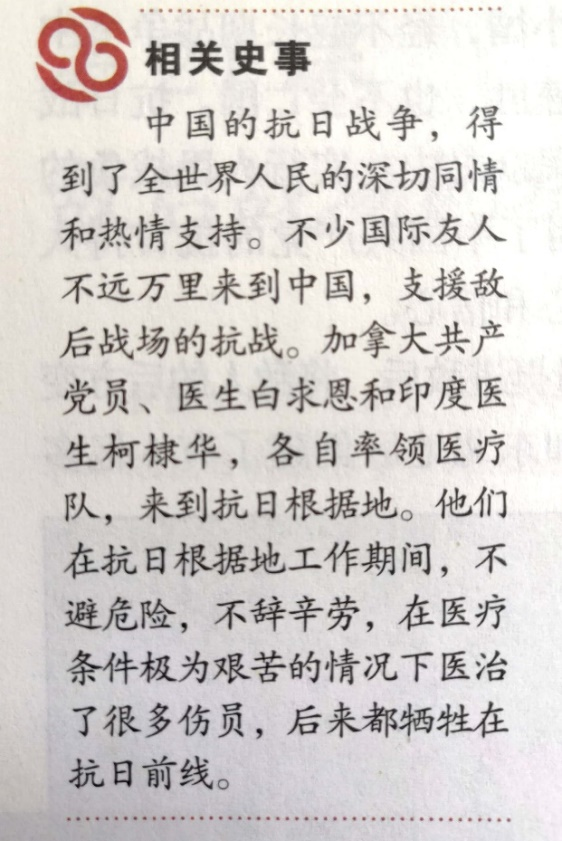 相关史事
中国的抗日战争，得
到了全世界人民的深切同情
和热情支持。不少国际友人
不远万里来到中国，支援敌
后战场的抗战。加拿大共产
党员、医生白求恩和印度医
生柯棣华，各自率领医疗
队，来到抗日根据地。他们
在抗日根据地工作期间，不
避危险，不辞辛劳，在医疗
条件极为艰苦的情况下医治
了很多伤员，后来都牺牲在
抗日前线。